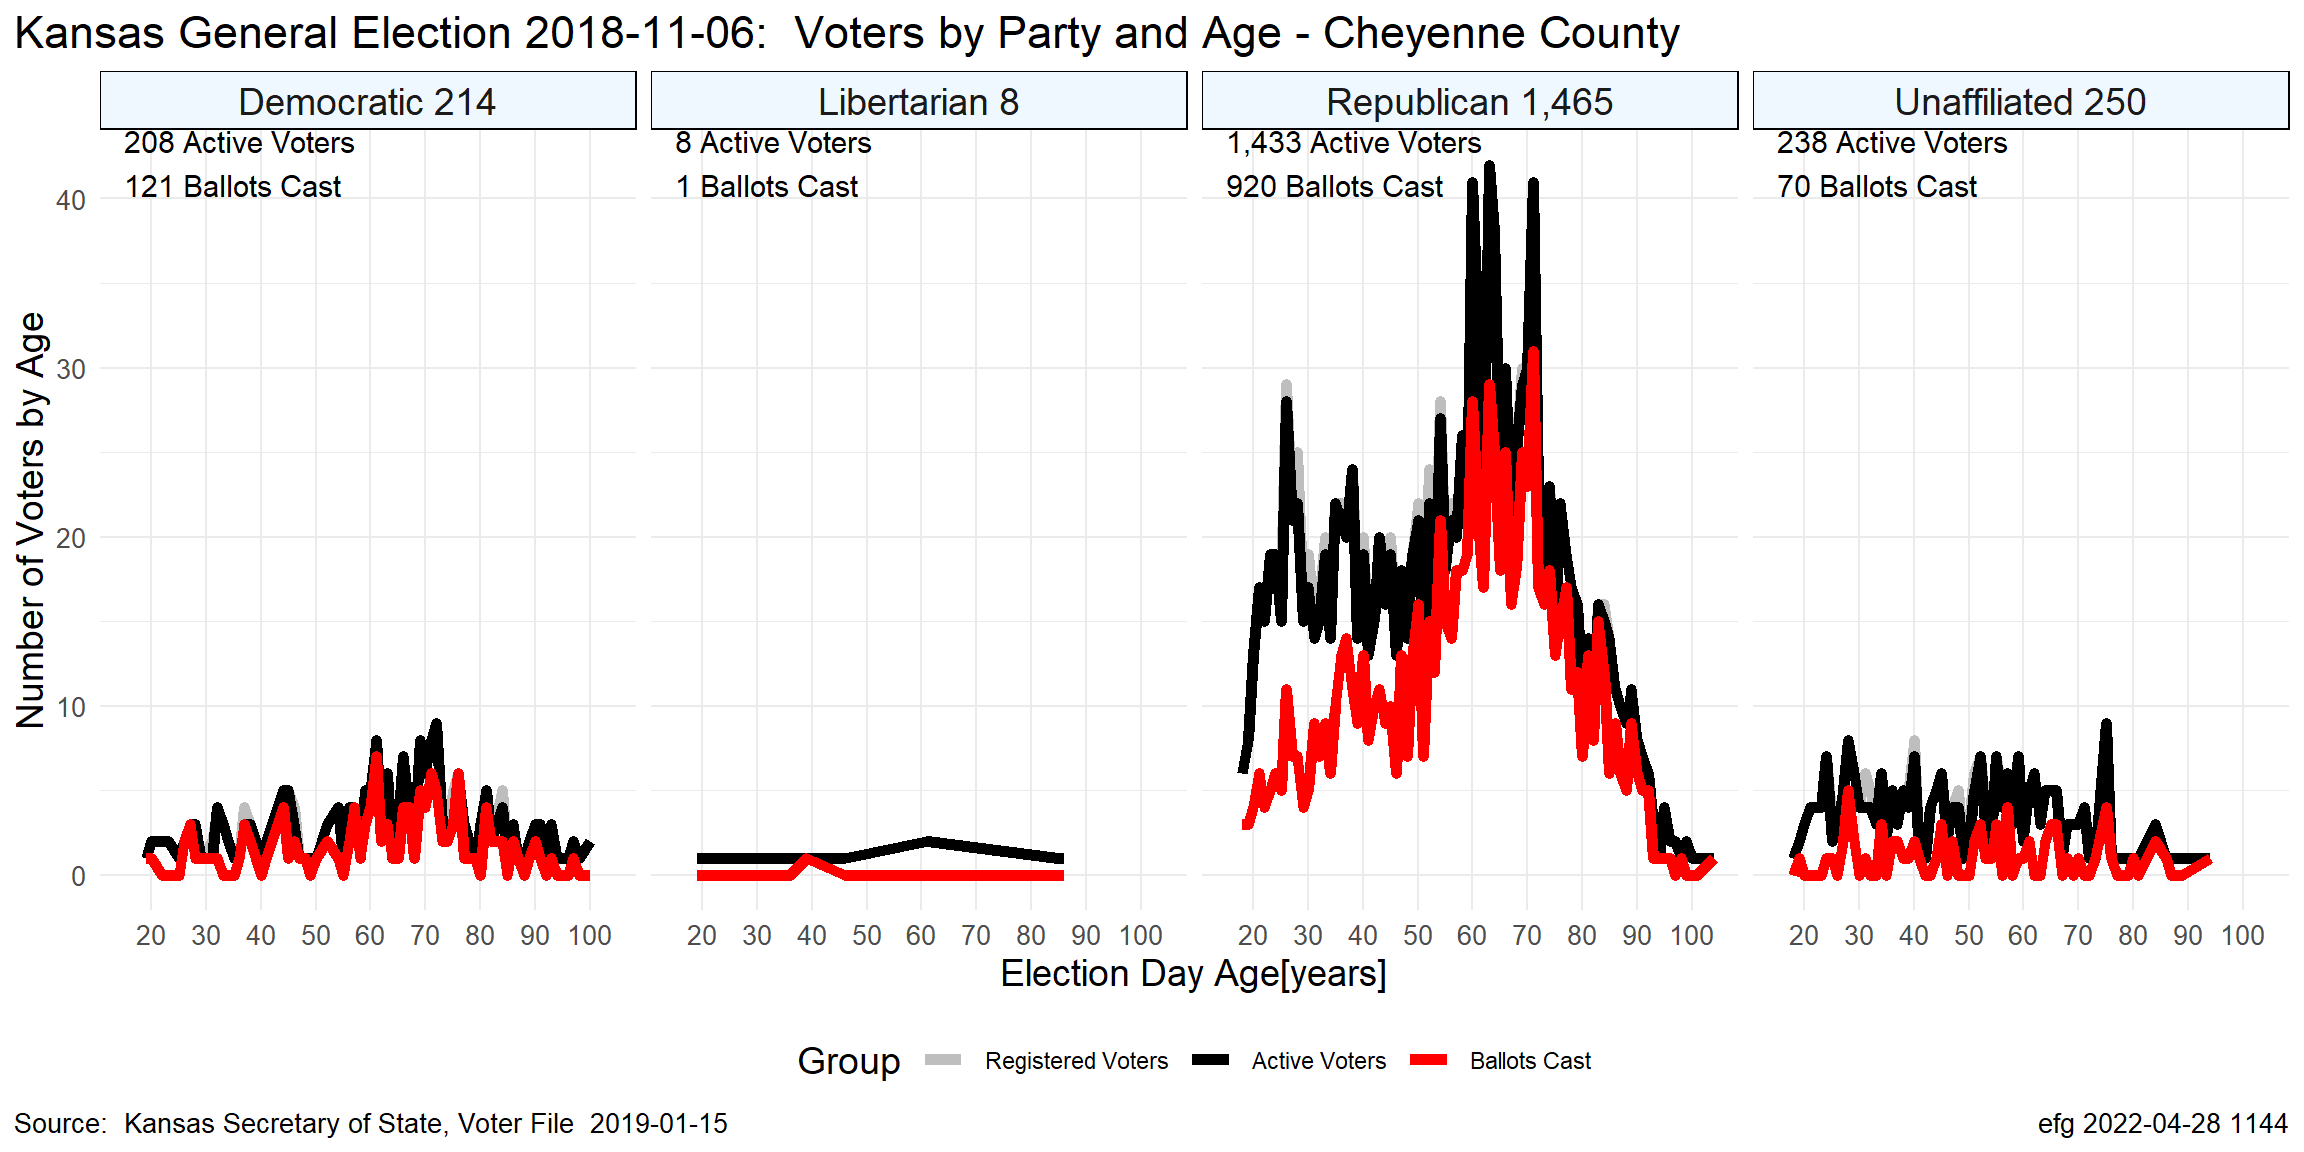 Kansas General Election 2018-11-06:  Voters by Party and Age - Cheyenne County
Democratic 214
Libertarian 8
Republican 1,465
Unaffiliated 250
208 Active Voters
121 Ballots Cast
8 Active Voters
1 Ballots Cast
1,433 Active Voters
920 Ballots Cast
238 Active Voters
70 Ballots Cast
Number of Voters by Age
40
30
20
10
0
20 30 40 50 60 70 80 90 100
20 30 40 50 60 70 80 90 100
20 30 40 50 60 70 80 90 100
20 30 40 50 60 70 80 90 100
Election Day Age[years]
Group Registered Voters Active Voters Ballots Cast
Source:  Kansas Secretary of State, Voter File  2019-01-15
efg 2022-04-28 1144